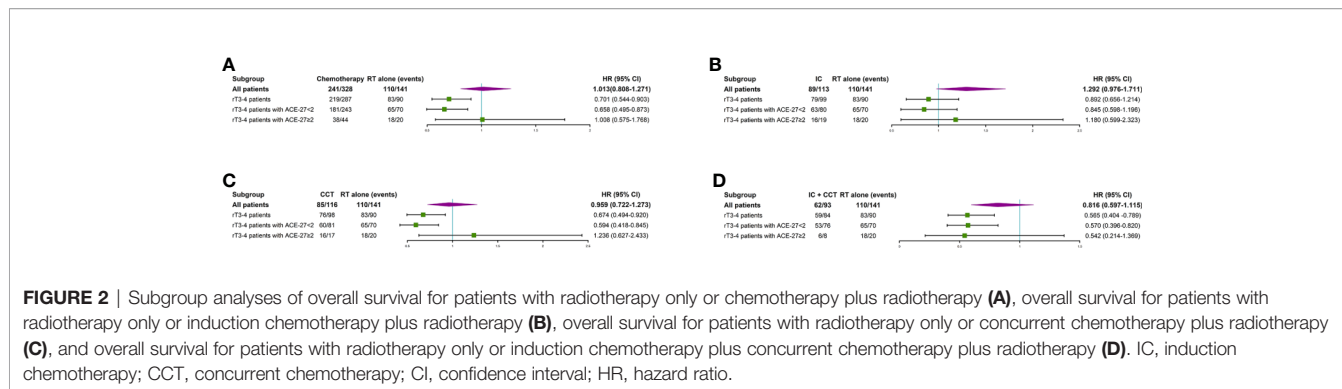 A
Subgroup Chemotherapy RT alone (events) HR (95% CI)
All patients 241/328 110/141 1.013(0.808-1.271)
rT3-4 patients 219/287 83/90 0.701 (0.544-0.903)
rT3-4 patients with ACE-27<2 181/243 65/70 0.658 (0.495-0.873)
rT3-4 patients with ACE-27≥2 38/44 18/20 1.008 (0.575-1.768)
0.5 1 2
B
Subgroup IC RT alone (events) HR (95% CI)
All patients 89/113 110/141 1.292 (0.976-1.711)
rT3-4 patients 79/99 83/90 0.892 (0.656-1.214)
rT3-4 patients with ACE-27<2 63/80 65/70 0.845 (0.598-1.196)
rT3-4 patients with ACE-27≥2 16/19 18/20 1.180 (0.599-2.323)
C
Subgroup CCT RT alone (events) HR (95% CI)
All patients 85/116 110/141 0.959 (0.722-1.273)
rT3-4 patients 76/98 83/90 0.674 (0.494-0.920)
rT3-4 patients with ACE-27<2 60/81 65/70 0.594 (0.418-0.845)
rT3-4 patients with ACE-27≥2 16/17 18/20 1.236 (0.627-2.433)
D
Subgroup IC + CCT RT alone (events) HR (95% CI)
All patients 62/93 110/141 0.816 (0.597-1.115)
rT3-4 patients 59/84 83/90 0.565 (0.404 -0.789)
rT3-4 patients with ACE-27<2 53/76 65/70 0.570 (0.396-0.820)
rT3-4 patients with ACE-27≥2 6/8 18/20 0.542 (0.214-1.369)
FIGURE 2 | Subgroup analyses of overall survival for patients with radiotherapy only or chemotherapy plus radiotherapy (A), overall survival for patients with
radiotherapy only or induction chemotherapy plus radiotherapy (B), overall survival for patients with radiotherapy only or concurrent chemotherapy plus radiotherapy
(C), and overall survival for patients with radiotherapy only or induction chemotherapy plus concurrent chemotherapy plus radiotherapy (D). IC, induction
chemotherapy; CCT, concurrent chemotherapy; CI, confidence interval; HR, hazard ratio.